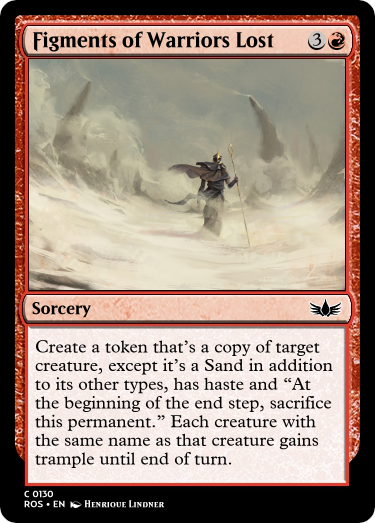 Figments of Warriors Lost 3
Sorcery
Create a token that's a copy of target
creature, except it's a Sand in addition
to its other types, has haste and “At
the beginning of the end step, sacrifice
this permanent.” Each creature with
the same name as that creature gains
trample until end of turn.
C 0130
ROS • EN Henrique Lindner